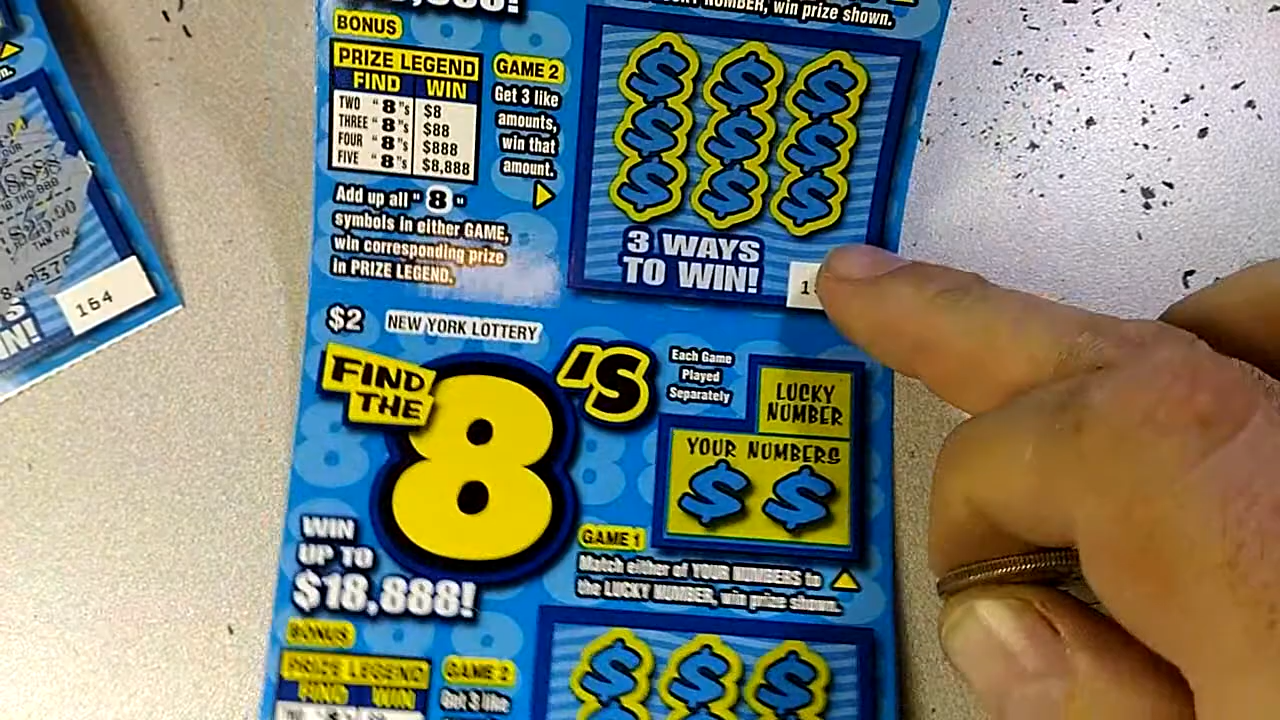 LUCKY NUMBER, win prize shown.
BONUS
PRIZE LEGEND
FIND WIN
TWO "8"s $8
THREE "8"s $88
FOUR "8"s $888
FIVE "8"s $8,888
GAME 2
Get 3 like
amounts,
win that
amount.
Add up all "8"
symbols in either GAME,
win corresponding prize
in PRIZE LEGEND.
$ $ $
$ $ $
$ $ $
3 WAYS
TO WIN!
164
$2 NEW YORK LOTTERY
FIND
THE
8'S
Each Game
Played
Separately
LUCKY
NUMBER
YOUR NUMBERS
$ $
WIN
UP TO
$18,888!
GAME 1
Match either of YOUR NUMBERS to
the LUCKY NUMBER, win prize shown.
BONUS
PRIZE LEGEND
FIND WIN
GAME 2
Get 3 like
$ $ $